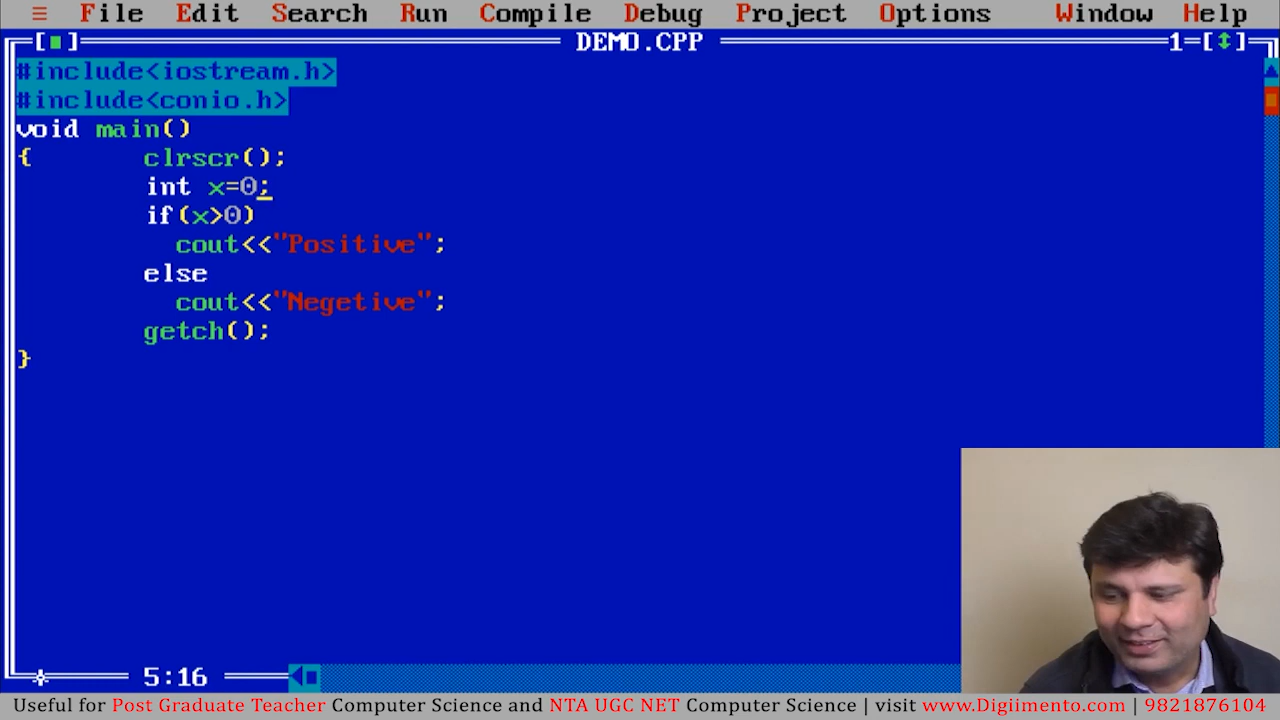 ≡ File Edit Search Run Compile Debug Project Options Window Help
[■] DEMO.CPP 1=[↕]
#include<iostream.h>
#include<conio.h>
void main()
{ clrscr();
int x=0;
if(x>0)
cout<<"Positive";
else
cout<<"Negetive";
getch();
}
5:16
Useful for Post Graduate Teacher Computer Science and NTA UGC NET Computer Science | visit www.Digiimento.com | 9821876104